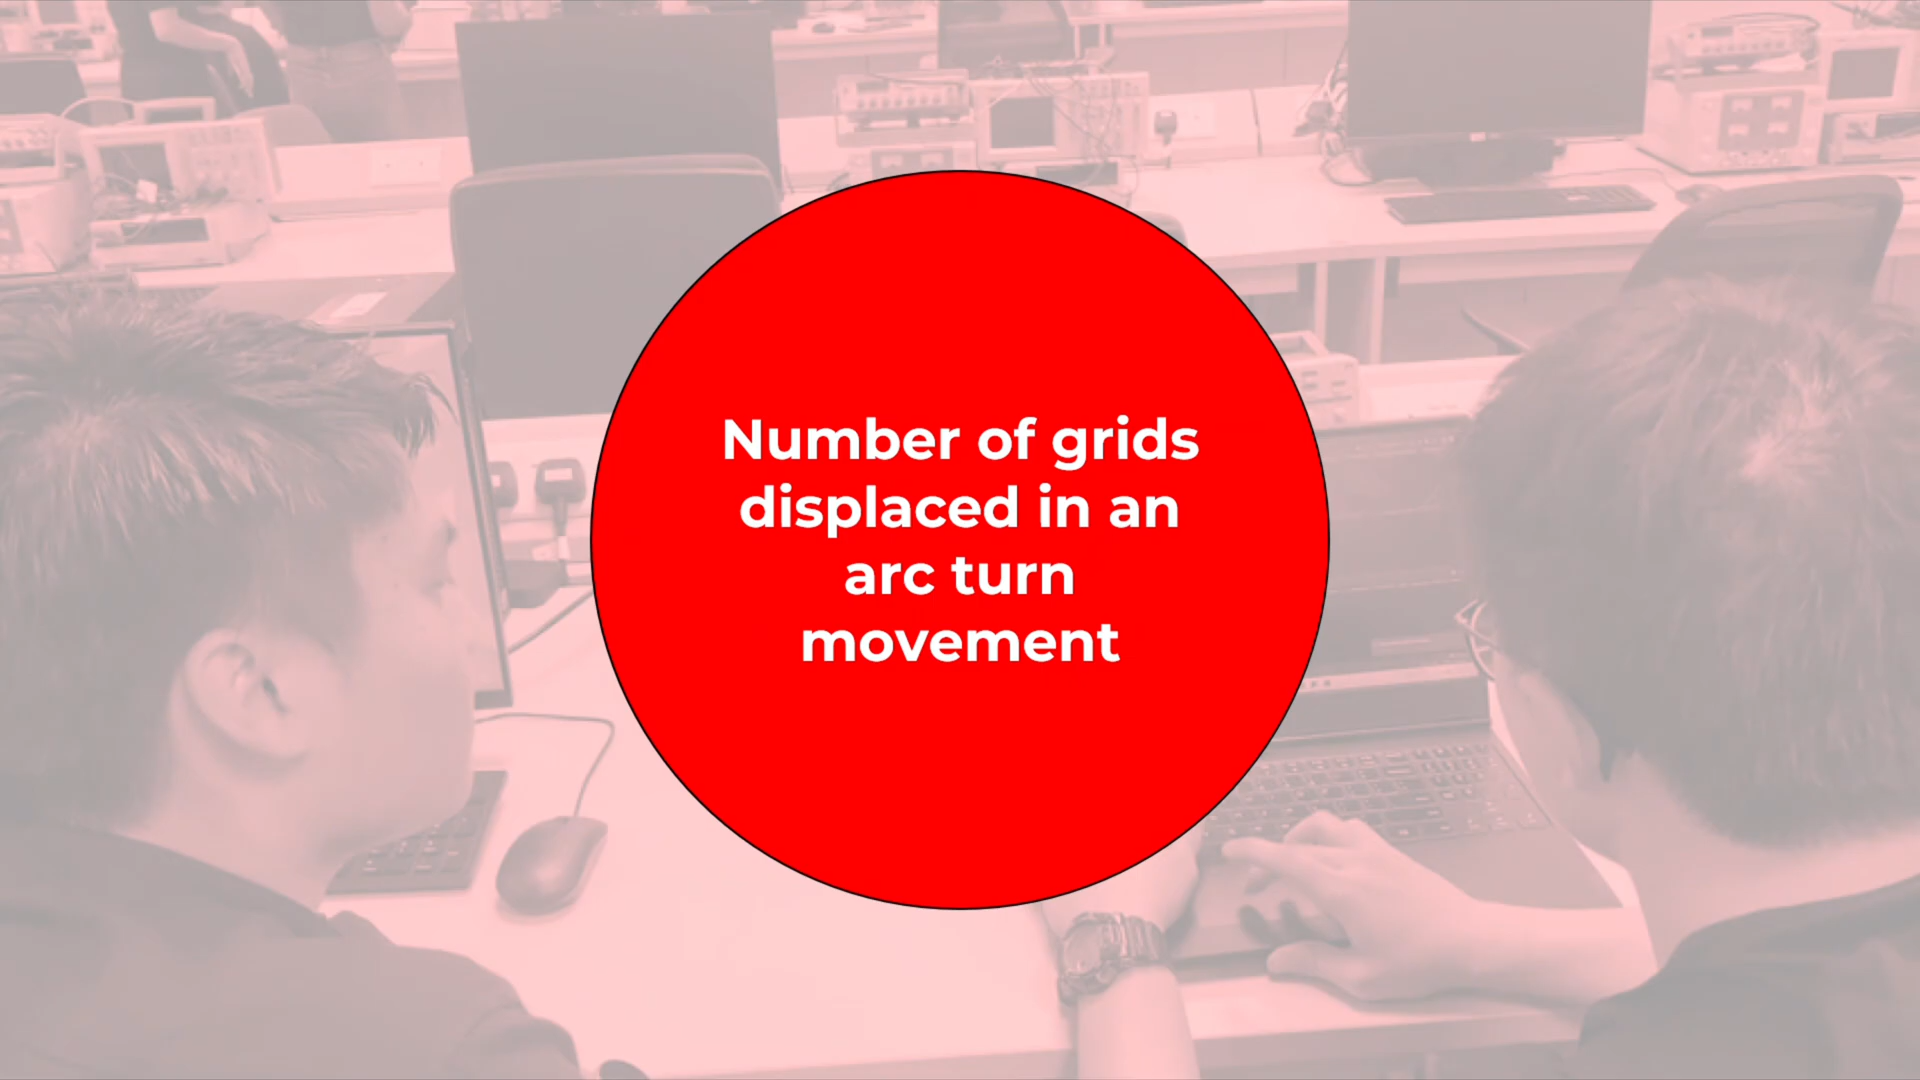 Number of grids
displaced in an
arc turn
movement